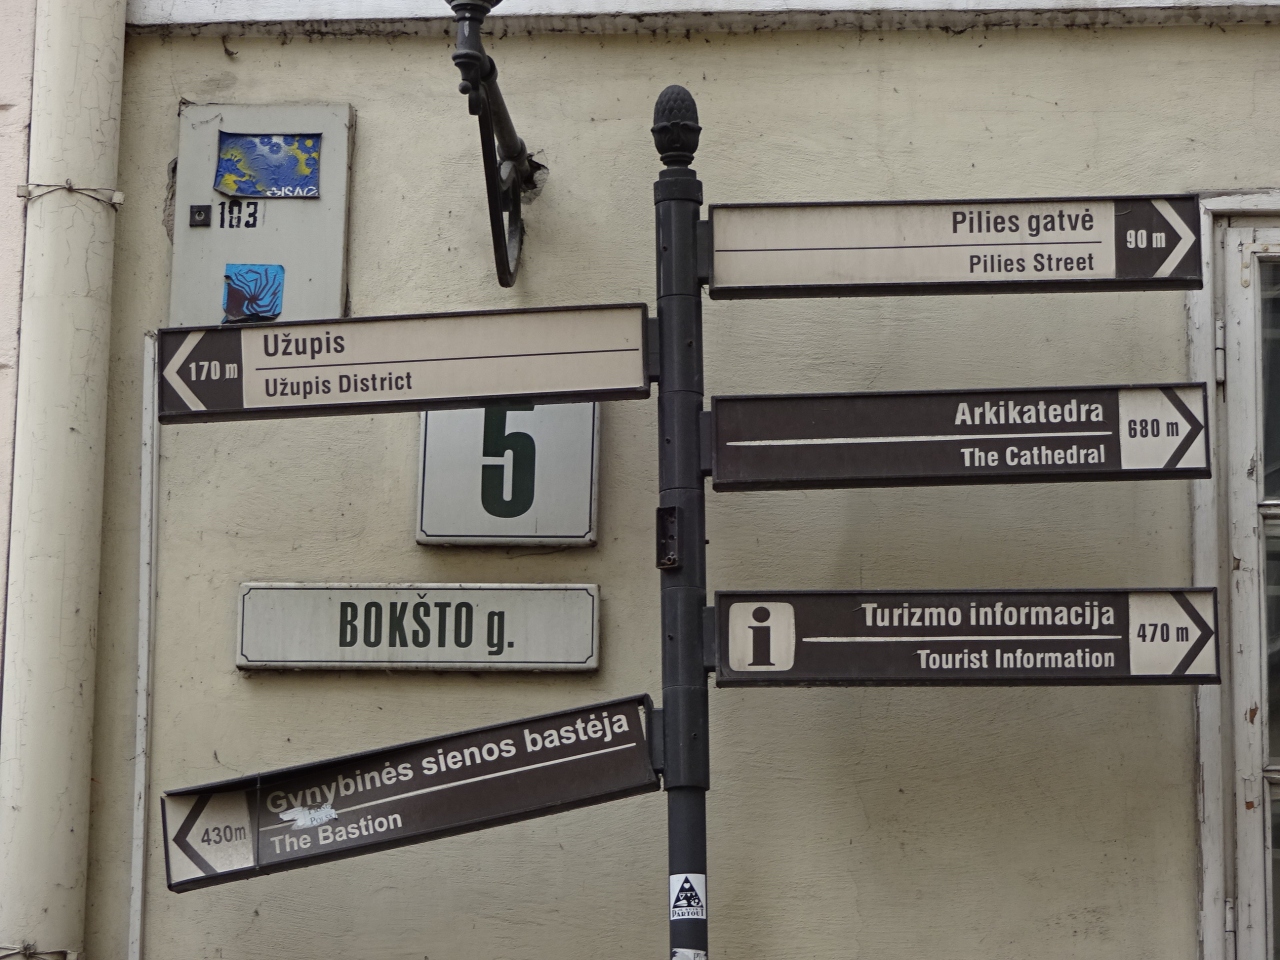 103
Pilies gatvė
Pilies Street
90 m
170 m
Užupis
Užupis District
Arkikatedra
The Cathedral
680 m
5
BOKŠTO g.
Turizmo informacija
Tourist Information
470 m
430m
Gynybinės sienos bastėja
The Bastion
PARTOUT